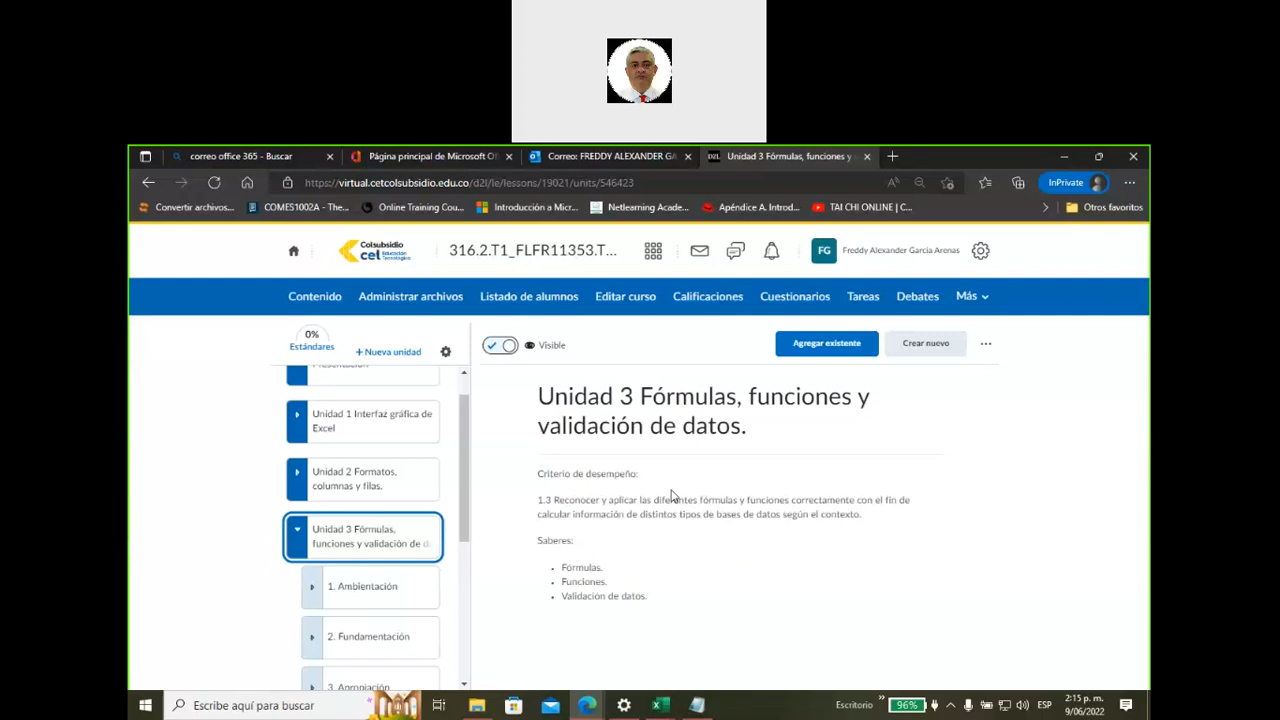 correo office 365 - Buscar
Página principal de Microsoft Of
Correo: FREDDY ALEXANDER GA
D2L Unidad 3 Fórmulas, funciones y
https://virtual.cetcolsubsidio.edu.co/d2l/le/lessons/19021/units/546423
InPrivate
Convertir archivos...
COMES1002A - The...
Online Training Cou...
Introducción a Micr...
Netlearning Acade...
Apéndice A. Introd...
TAI CHI ONLINE | C...
Otros favoritos
Colsubsidio
cet Educación Tecnológica
316.2.T1_FLFR11353.T...
FG
Freddy Alexander Garcia Arenas
Contenido
Administrar archivos
Listado de alumnos
Editar curso
Calificaciones
Cuestionarios
Tareas
Debates
Más
0%
Estándares
+ Nueva unidad
Visible
Agregar existente
Crear nuevo
Presentación
Unidad 1 Interfaz gráfica de
Excel
Unidad 2 Formatos,
columnas y filas.
Unidad 3 Fórmulas,
funciones y validación de d
1. Ambientación
2. Fundamentación
3. Apropiación
Unidad 3 Fórmulas, funciones y
validación de datos.
Criterio de desempeño:
1.3 Reconocer y aplicar las diferentes fórmulas y funciones correctamente con el fin de
calcular información de distintos tipos de bases de datos según el contexto.
Saberes:
Fórmulas.
Funciones.
Validación de datos.
Escribe aquí para buscar
Escritorio
96%
ESP
2:15 p. m.
9/06/2022